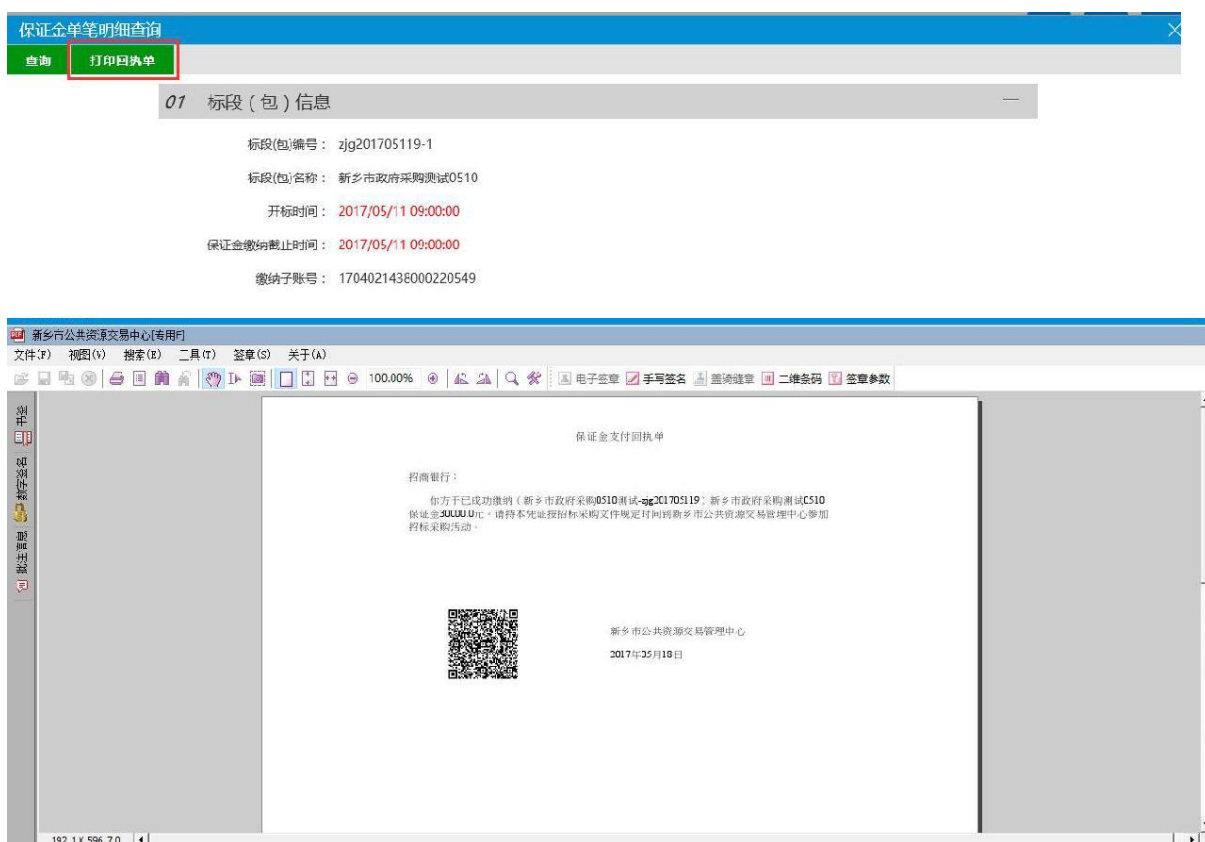 保证金单笔明细查询
查询 打印回执单
01 标段（包）信息
标段(包)编号： zjg201705119-1
标段(包)名称： 新乡市政府采购测试0510
开标时间： 2017/05/11 09:00:00
保证金缴纳截止时间： 2017/05/11 09:00:00
缴纳子账号： 1704021438000220549
新乡市公共资源交易中心[专用F]
文件(F) 视图(V) 搜索(E) 工具(T) 签章(S) 关于(A)
100.00% 电子签章 手写签名 盖骑缝章 二维条码 签章参数
书签
数字签名
批注信息
保证金支付回执单
招商银行：
你方于已成功缴纳（新乡市政府采购0510测试-zjg201705119）新乡市政府采购测试0510
保证金30000.0元。请持本凭证按招标采购文件规定时间到新乡市公共资源交易管理中心参加
招标采购活动。
新乡市公共资源交易管理中心
2017年05月18日